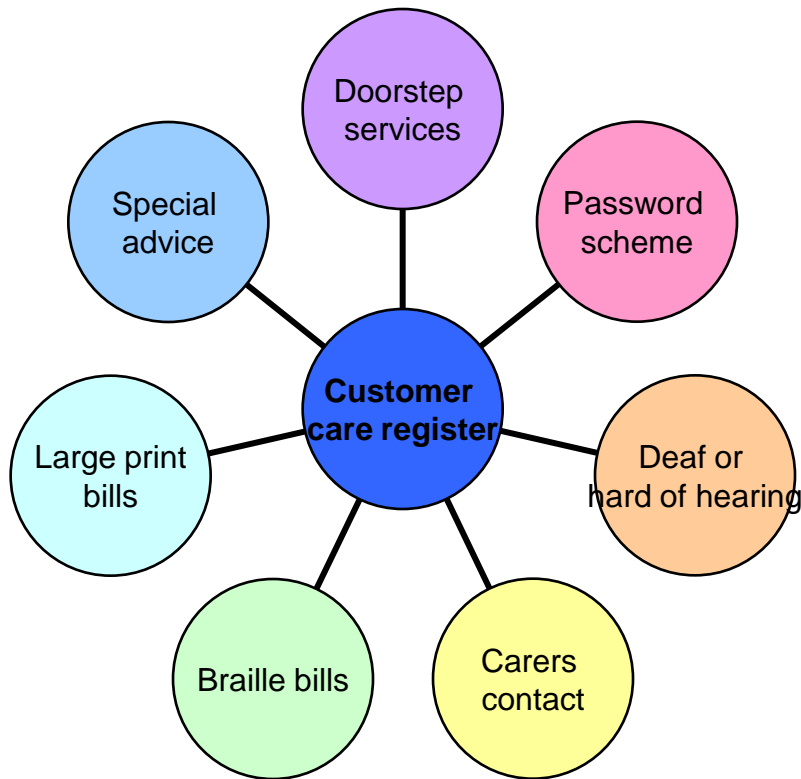 Doorstep
services
Password
scheme
Special
advice
Customer
care register
Large print
bills
Deaf or
hard of hearing
Braille bills
Carers
contact